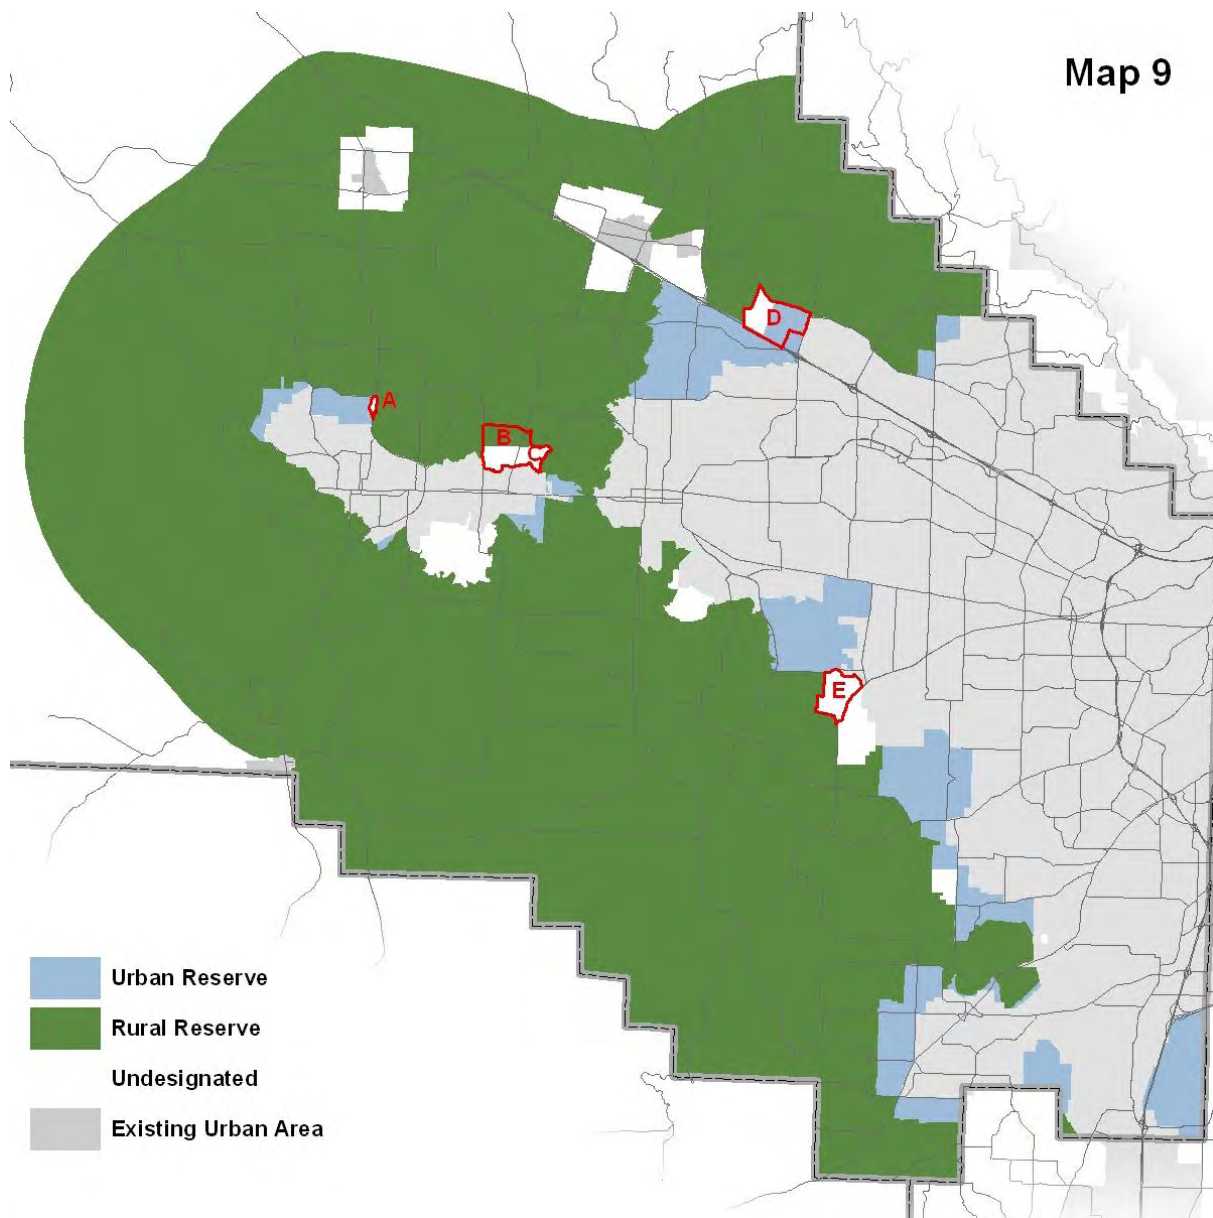 Map 9
D
A
B
C
E
Urban Reserve
Rural Reserve
Undesignated
Existing Urban Area